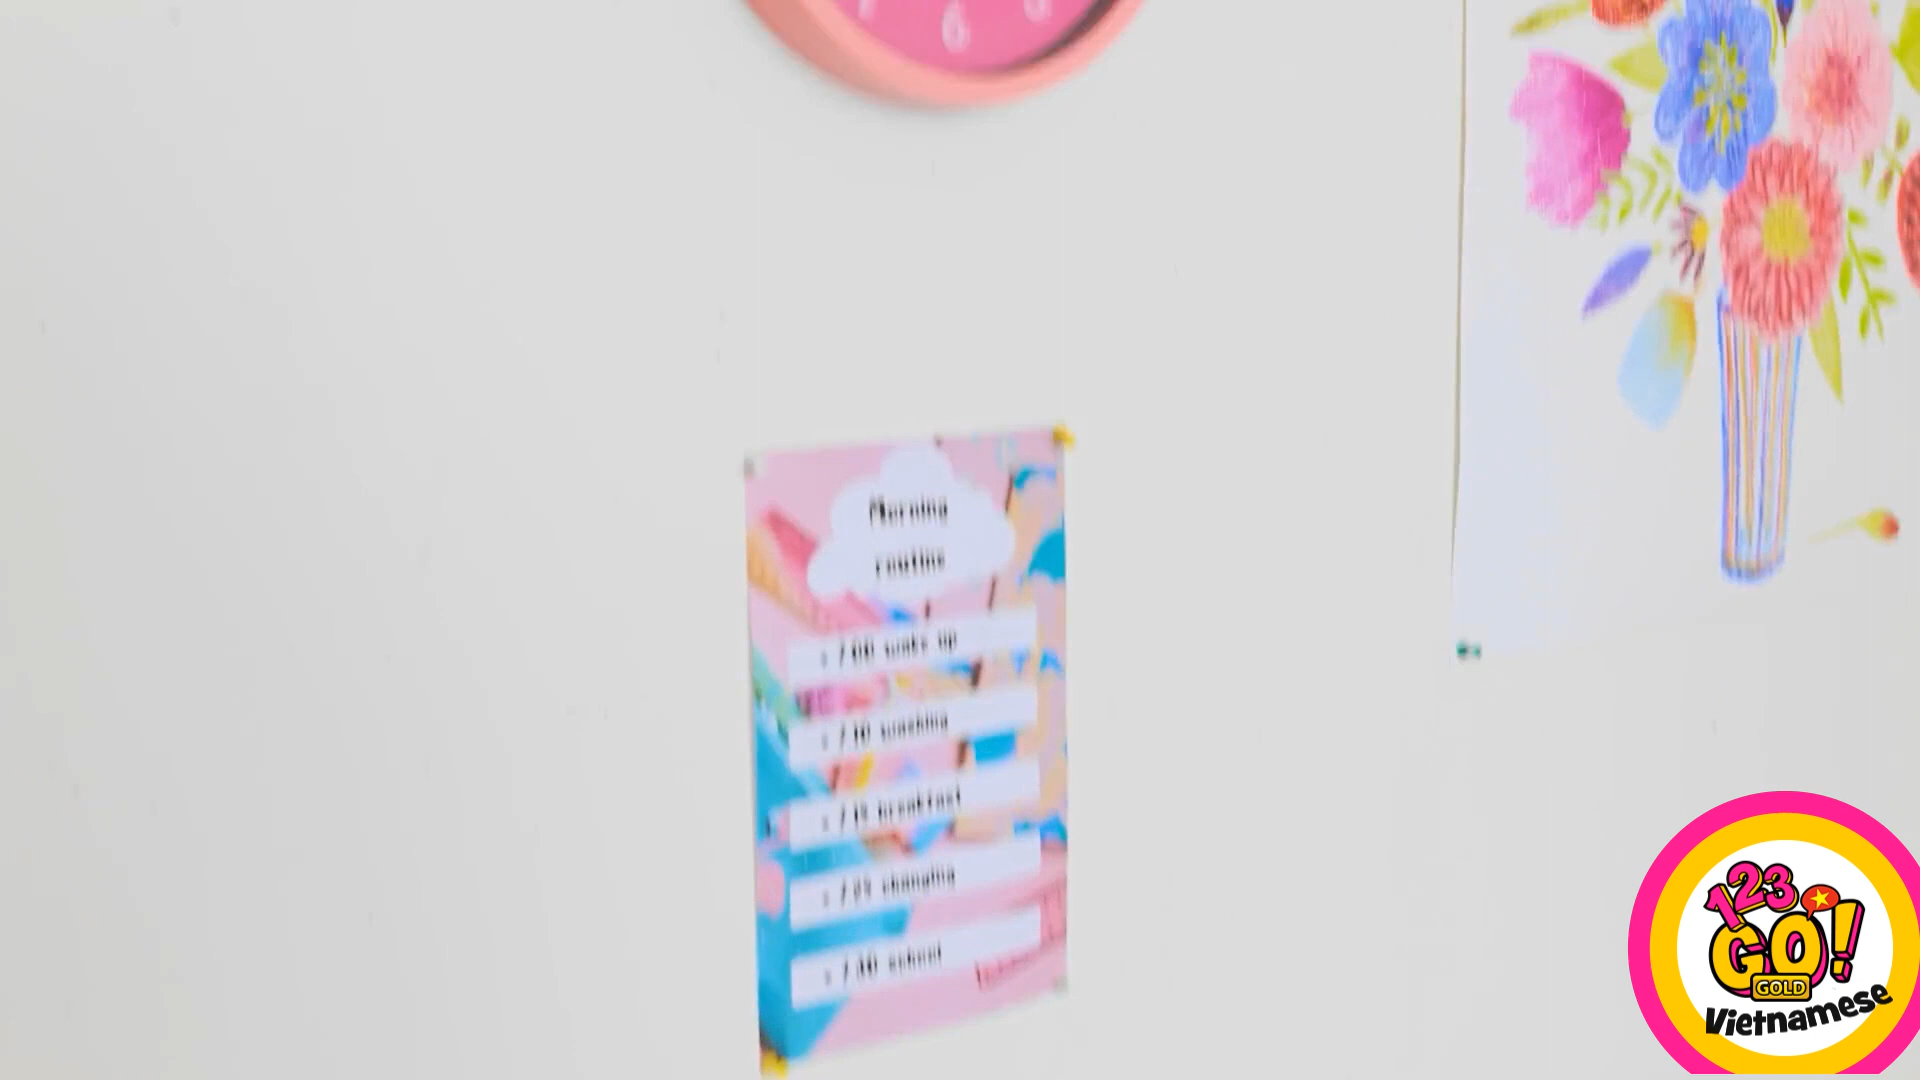 6
Morning
routine
7:00 wake up
7:10 washing
7:15 breakfast
7:25 changing
7:30 school
123
GO!
GOLD
Vietnamese